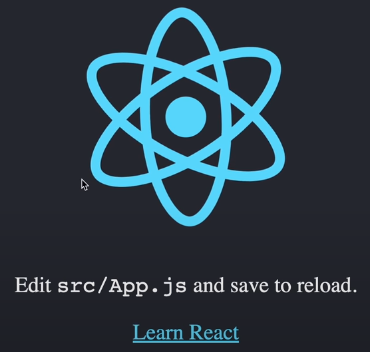 Edit src/App.js and save to reload.
Learn React